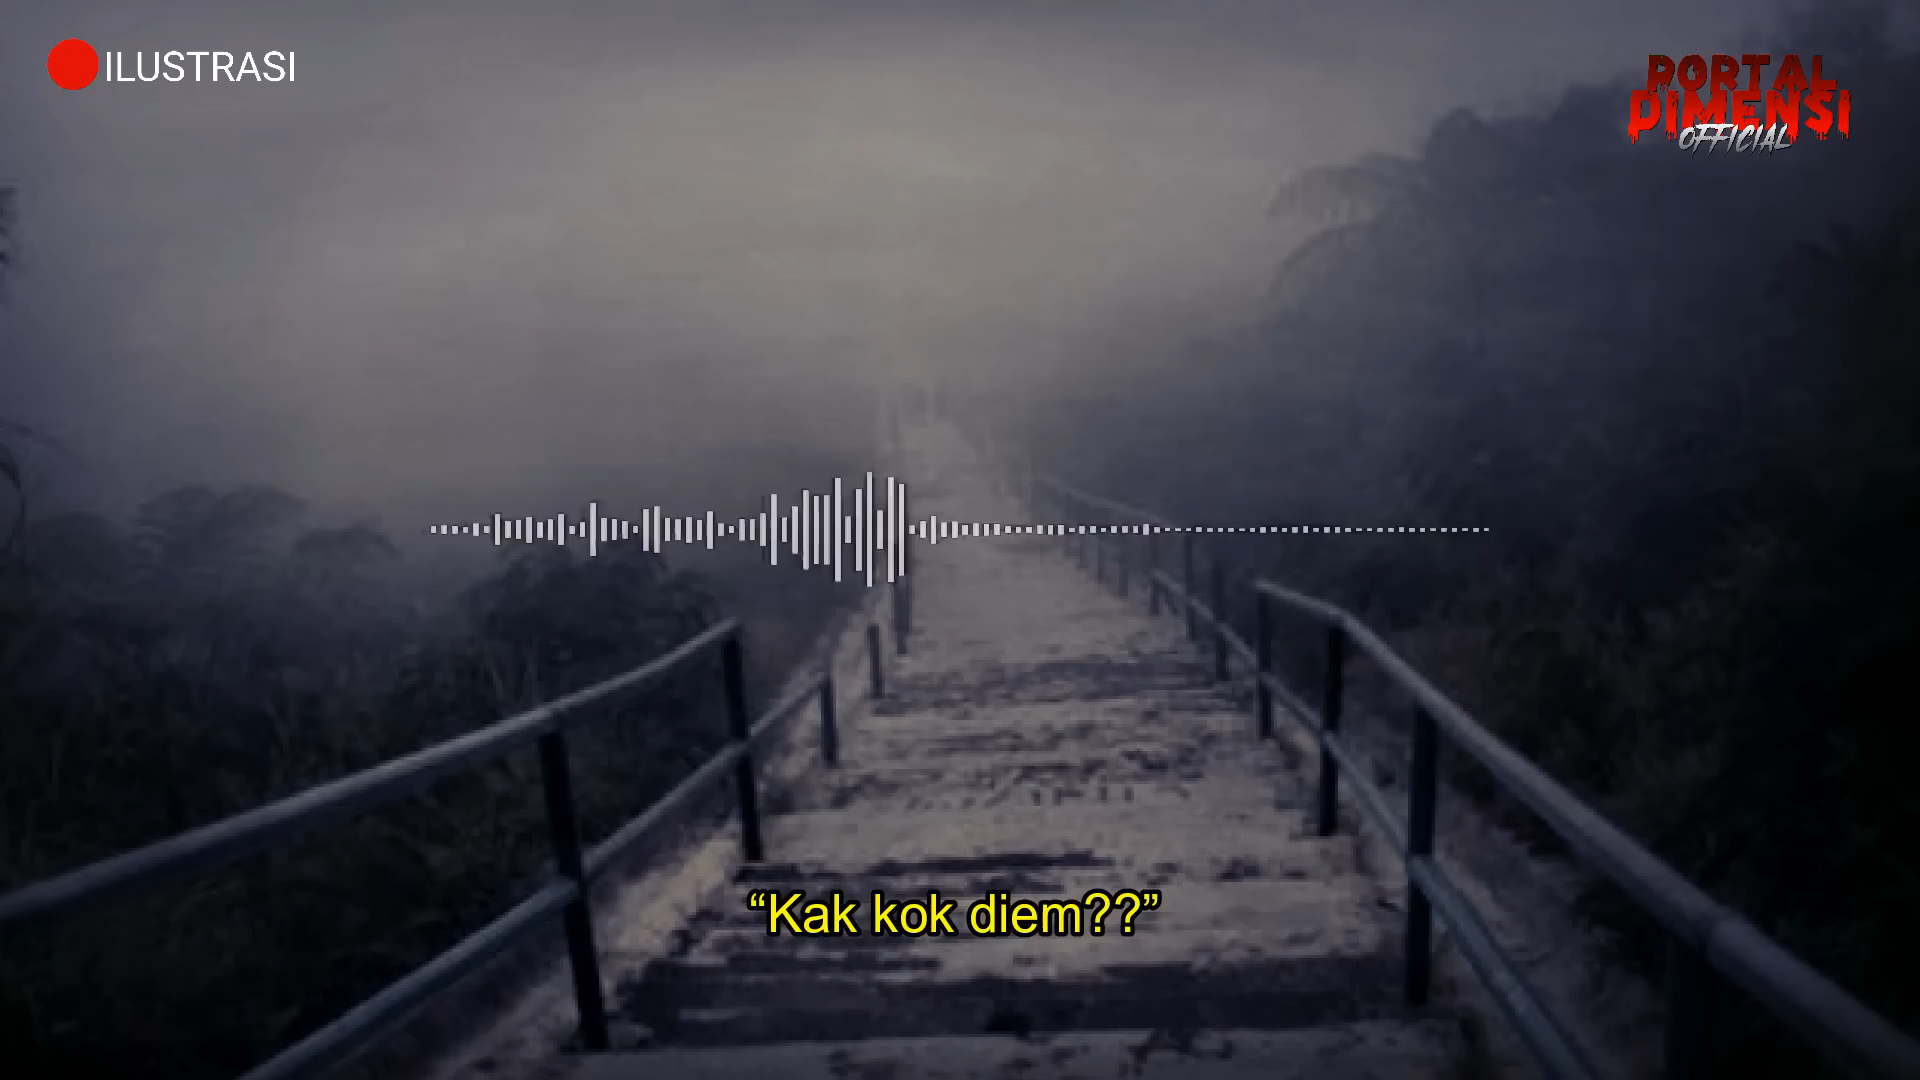 ILUSTRASI
PORTAL
DIMENSI
OFFICIAL
“Kak kok diem??”